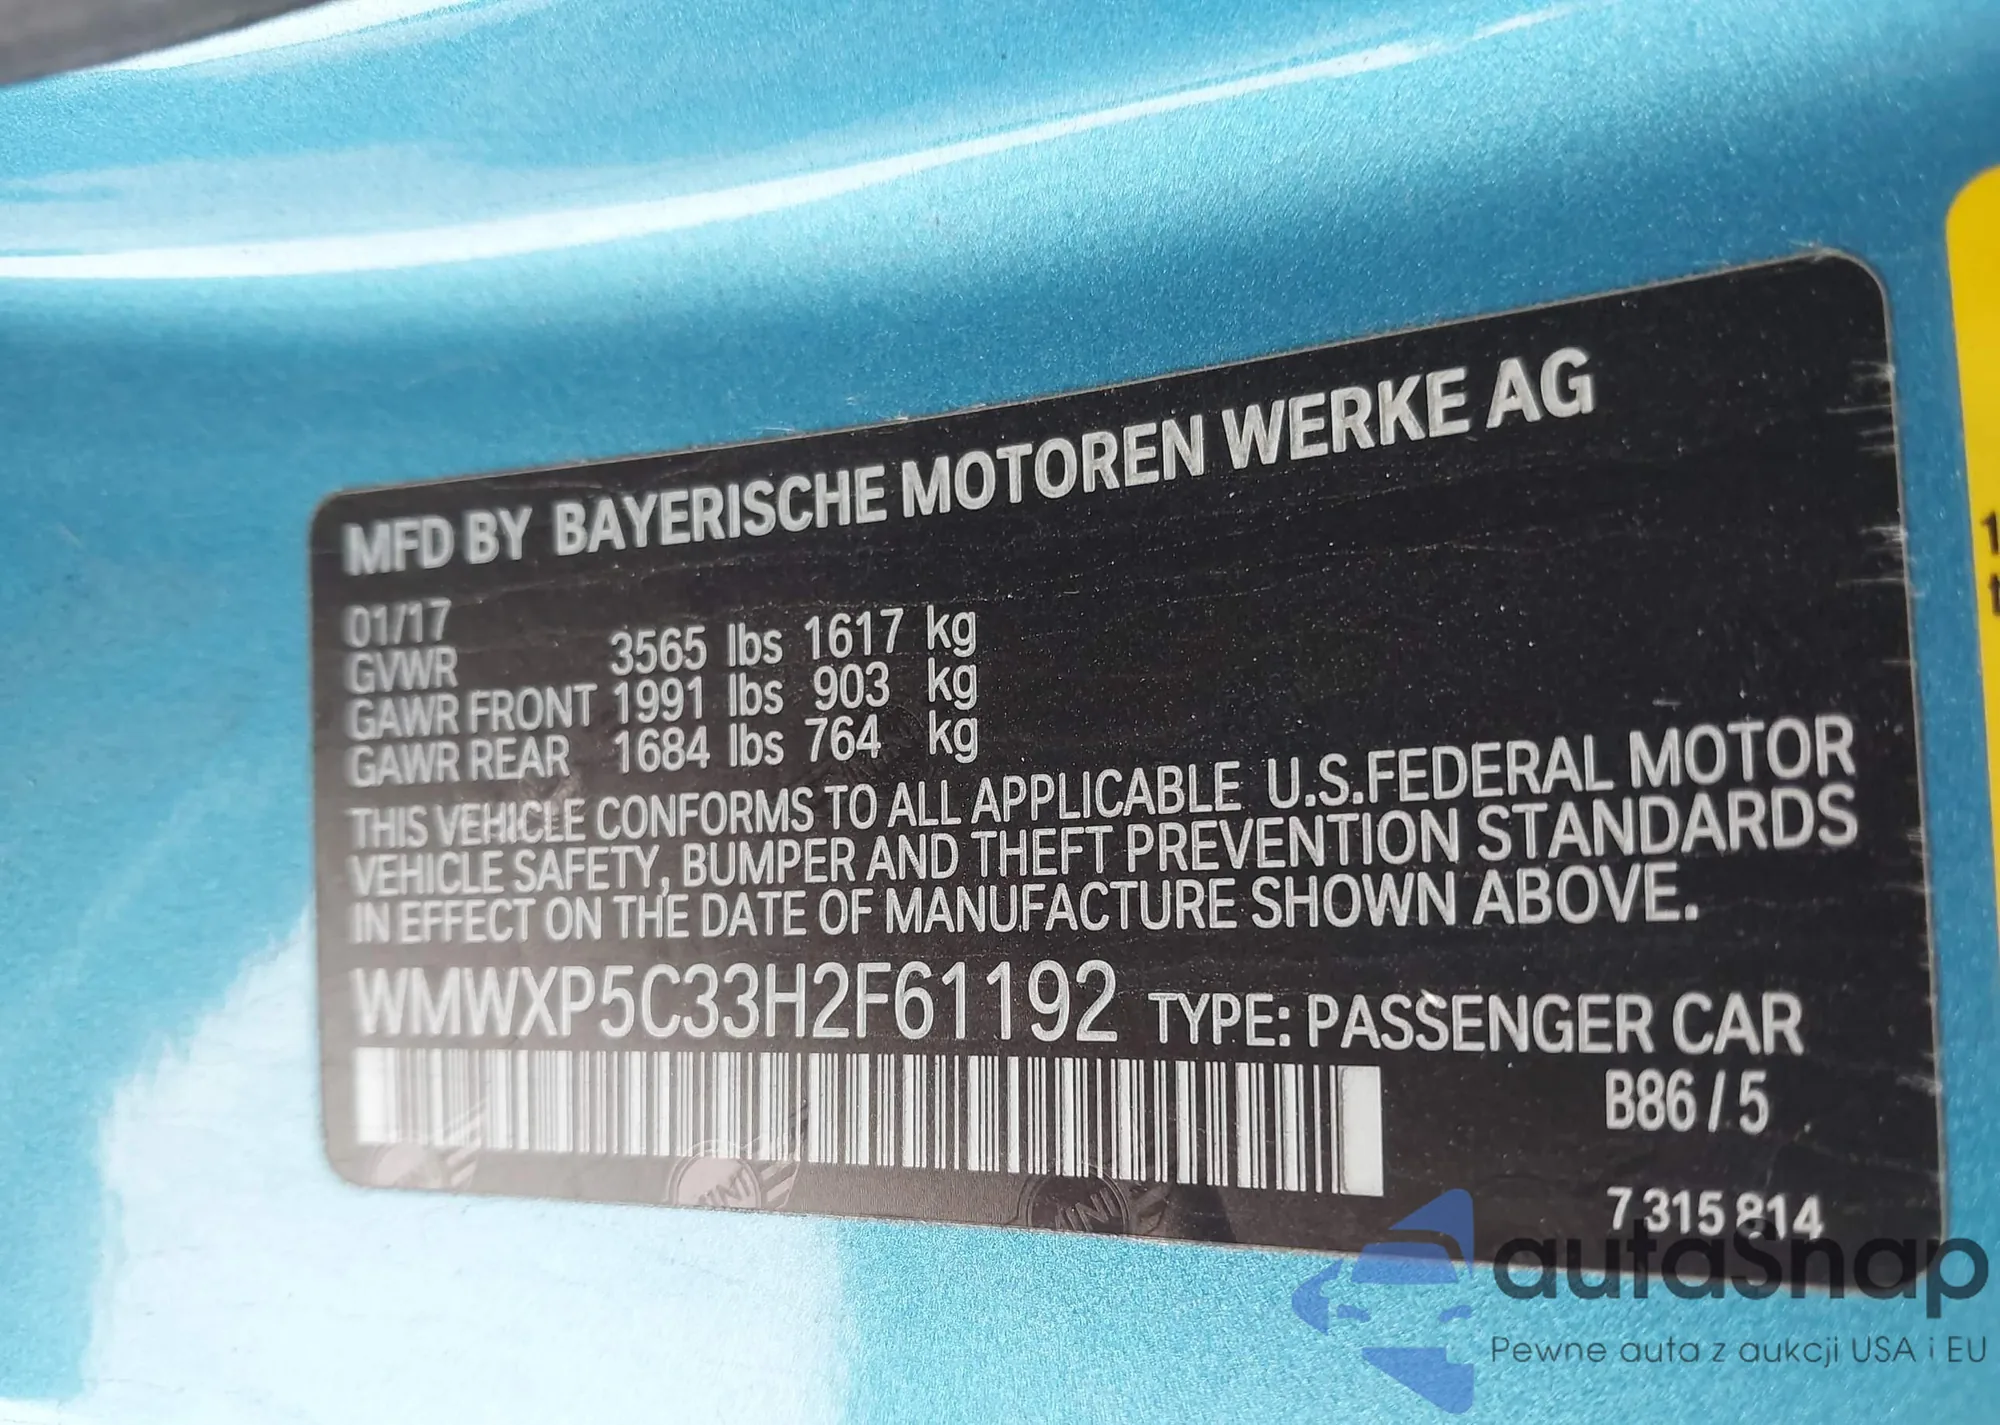 MFD BY BAYERISCHE MOTOREN WERKE AG
01/17
GVWR 3565 lbs 1617 kg
GAWR FRONT 1991 lbs 903 kg
GAWR REAR 1684 lbs 764 kg
THIS VEHICLE CONFORMS TO ALL APPLICABLE U.S.FEDERAL MOTOR
VEHICLE SAFETY, BUMPER AND THEFT PREVENTION STANDARDS
IN EFFECT ON THE DATE OF MANUFACTURE SHOWN ABOVE.
WMWXP5C33H2F61192 TYPE: PASSENGER CAR
B86 / 5
MINI MINI
7 315 814
autaSnap
Pewne auta z aukcji USA i EU